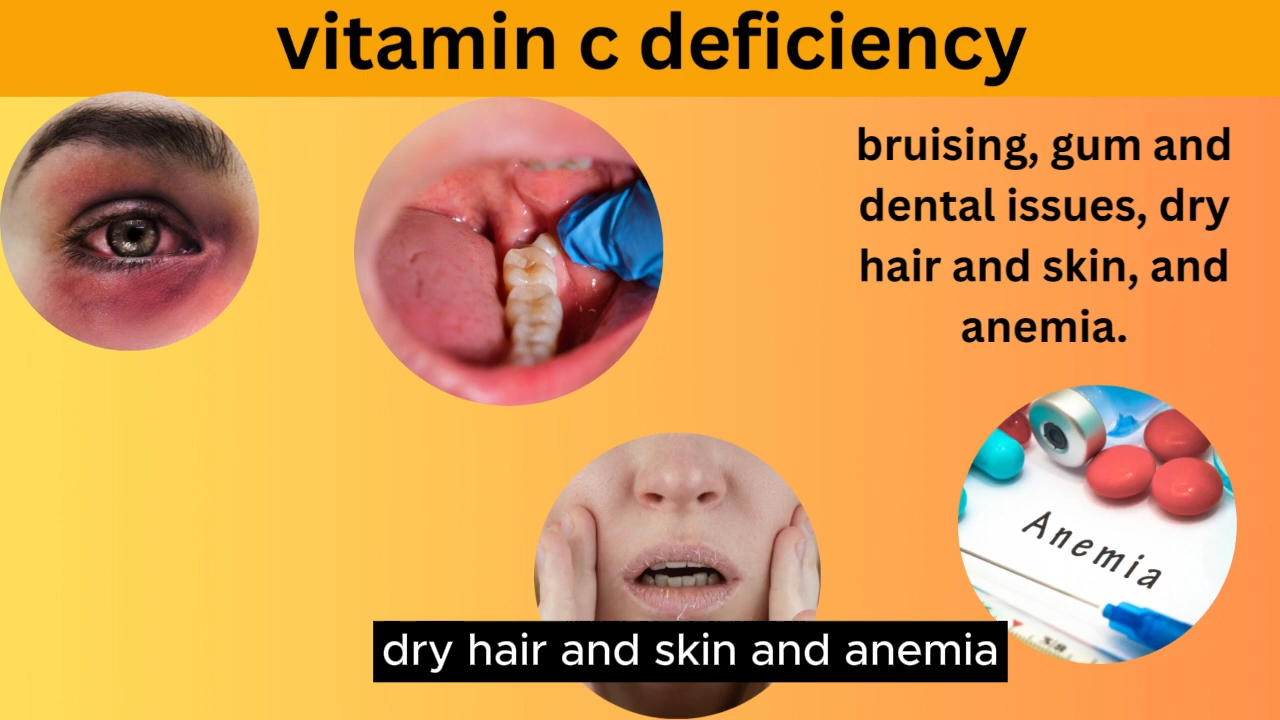 vitamin c deficiency
bruising, gum and
dental issues, dry
hair and skin, and
anemia.
Anemia
dry hair and skin and anemia